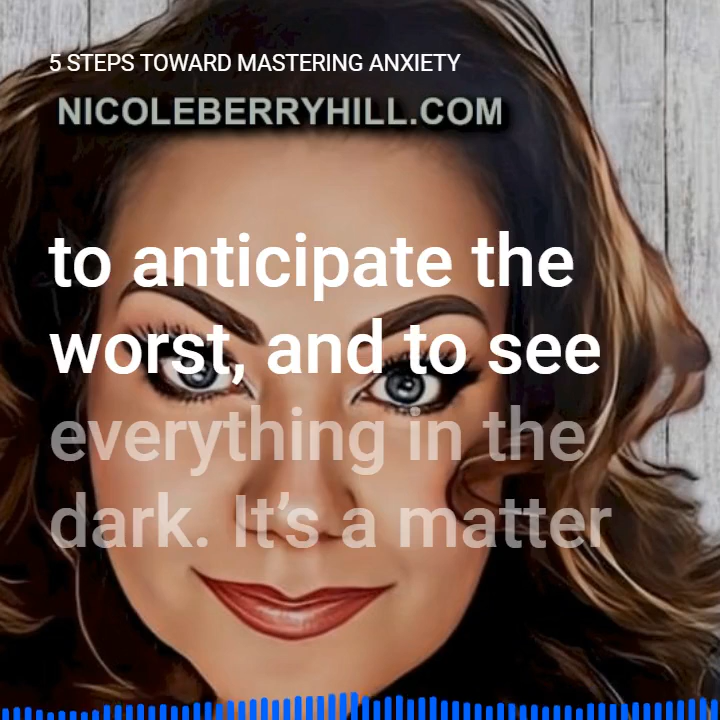 5 STEPS TOWARD MASTERING ANXIETY
NICOLEBERRYHILL.COM
to anticipate the
worst, and to see
everything in the
dark. It’s a matter